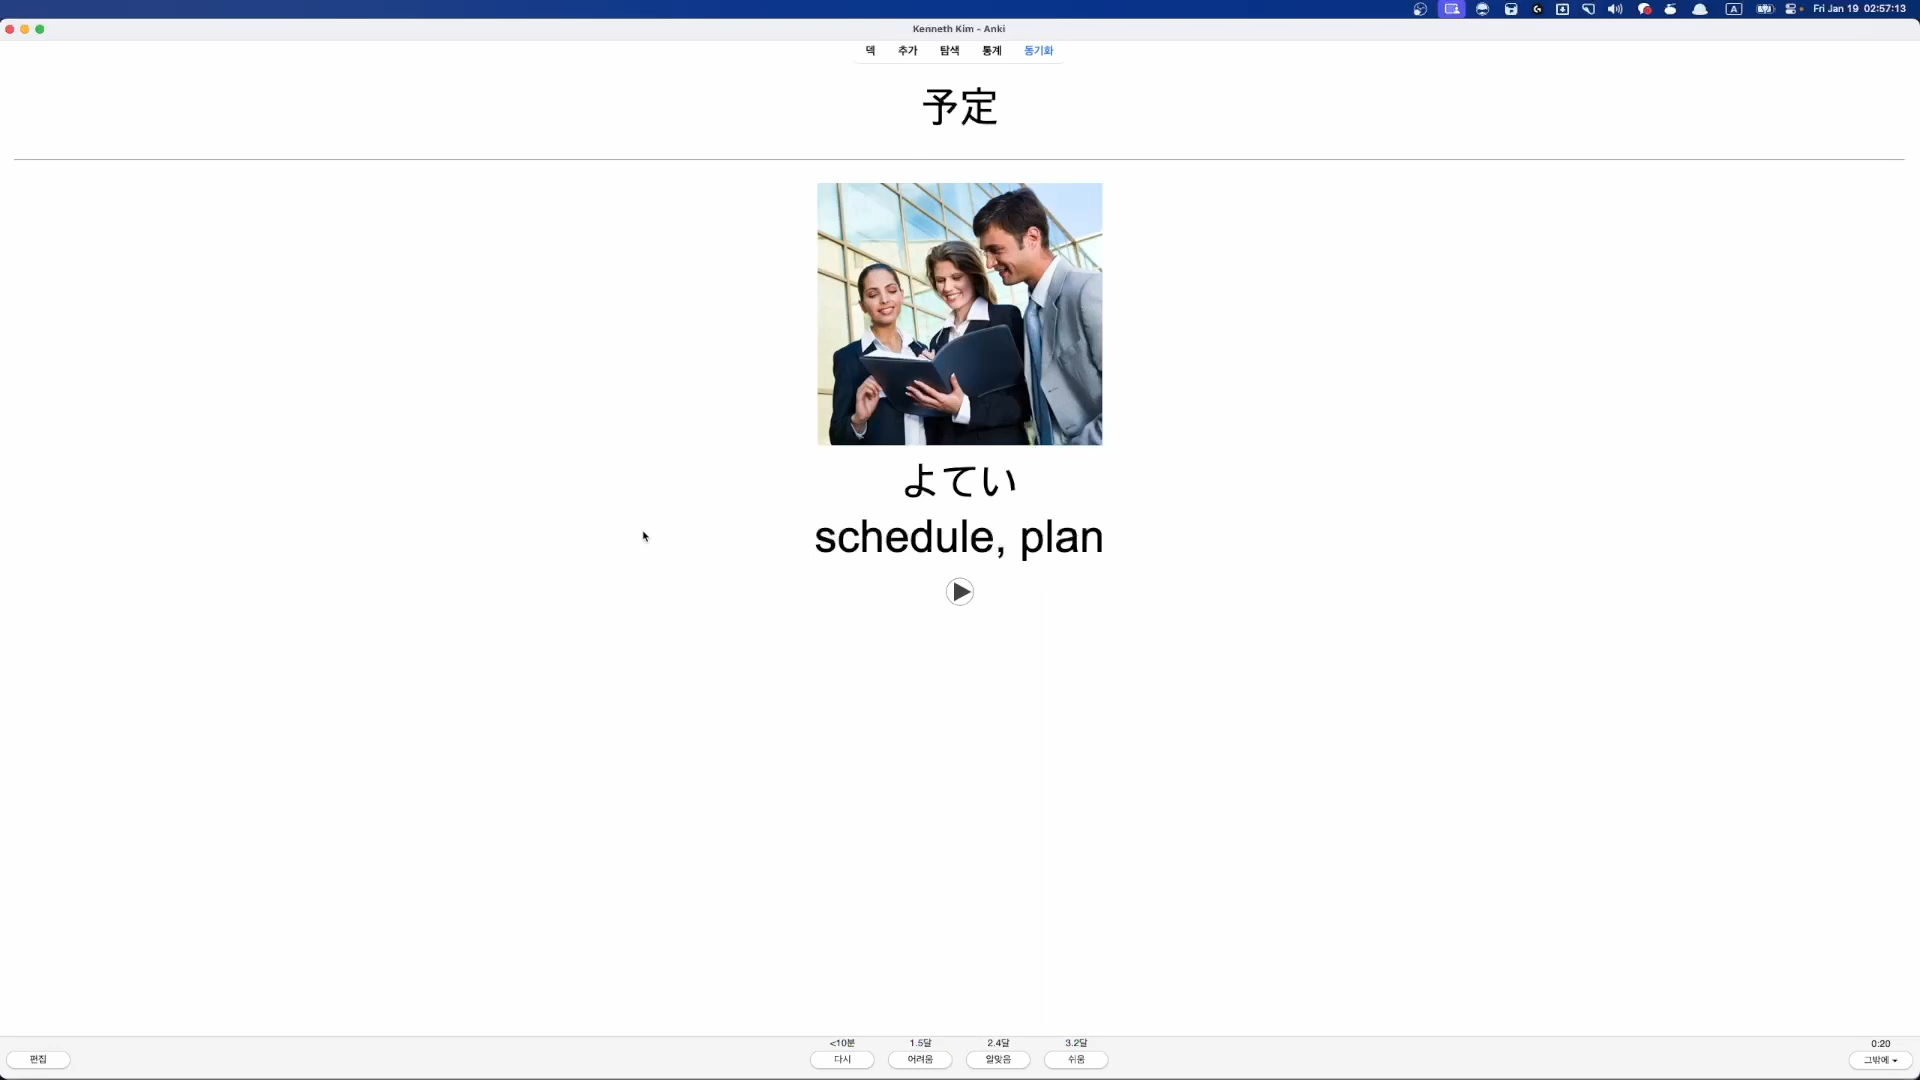 Fri Jan 19 02:57:13
Kenneth Kim - Anki
덱 추가 탐색 통계 동기화
予定
よてい
schedule, plan
<10분 1.5달 2.4달 3.2달 0:20
편집 다시 어려움 알맞음 쉬움 그밖에